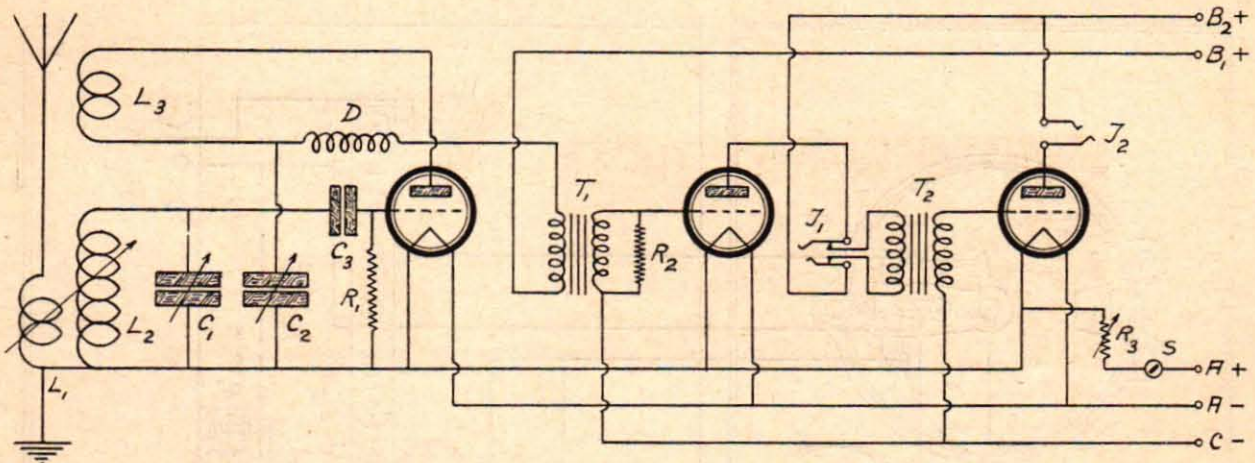 B₂+
B₁+
L₃
D
J₂
T₁
T₂
C₃
J₁
R₂
R₁
L₂
C₁
C₂
R₃
S
L₁
A+
A-
C-